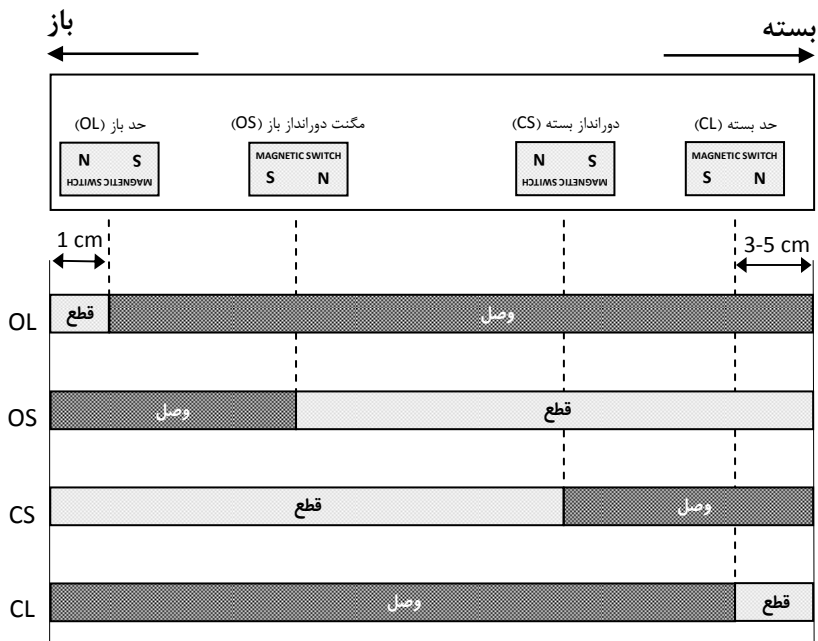 باز
بسته
حد باز (OL)
مگنت دورانداز باز (OS)
دورانداز بسته (CS)
حد بسته (CL)
N S
MAGNETIC SWITCH
MAGNETIC SWITCH
S N
N S
MAGNETIC SWITCH
MAGNETIC SWITCH
S N
1 cm
3-5 cm
OL
قطع
وصل
OS
وصل
قطع
CS
قطع
وصل
CL
وصل
قطع